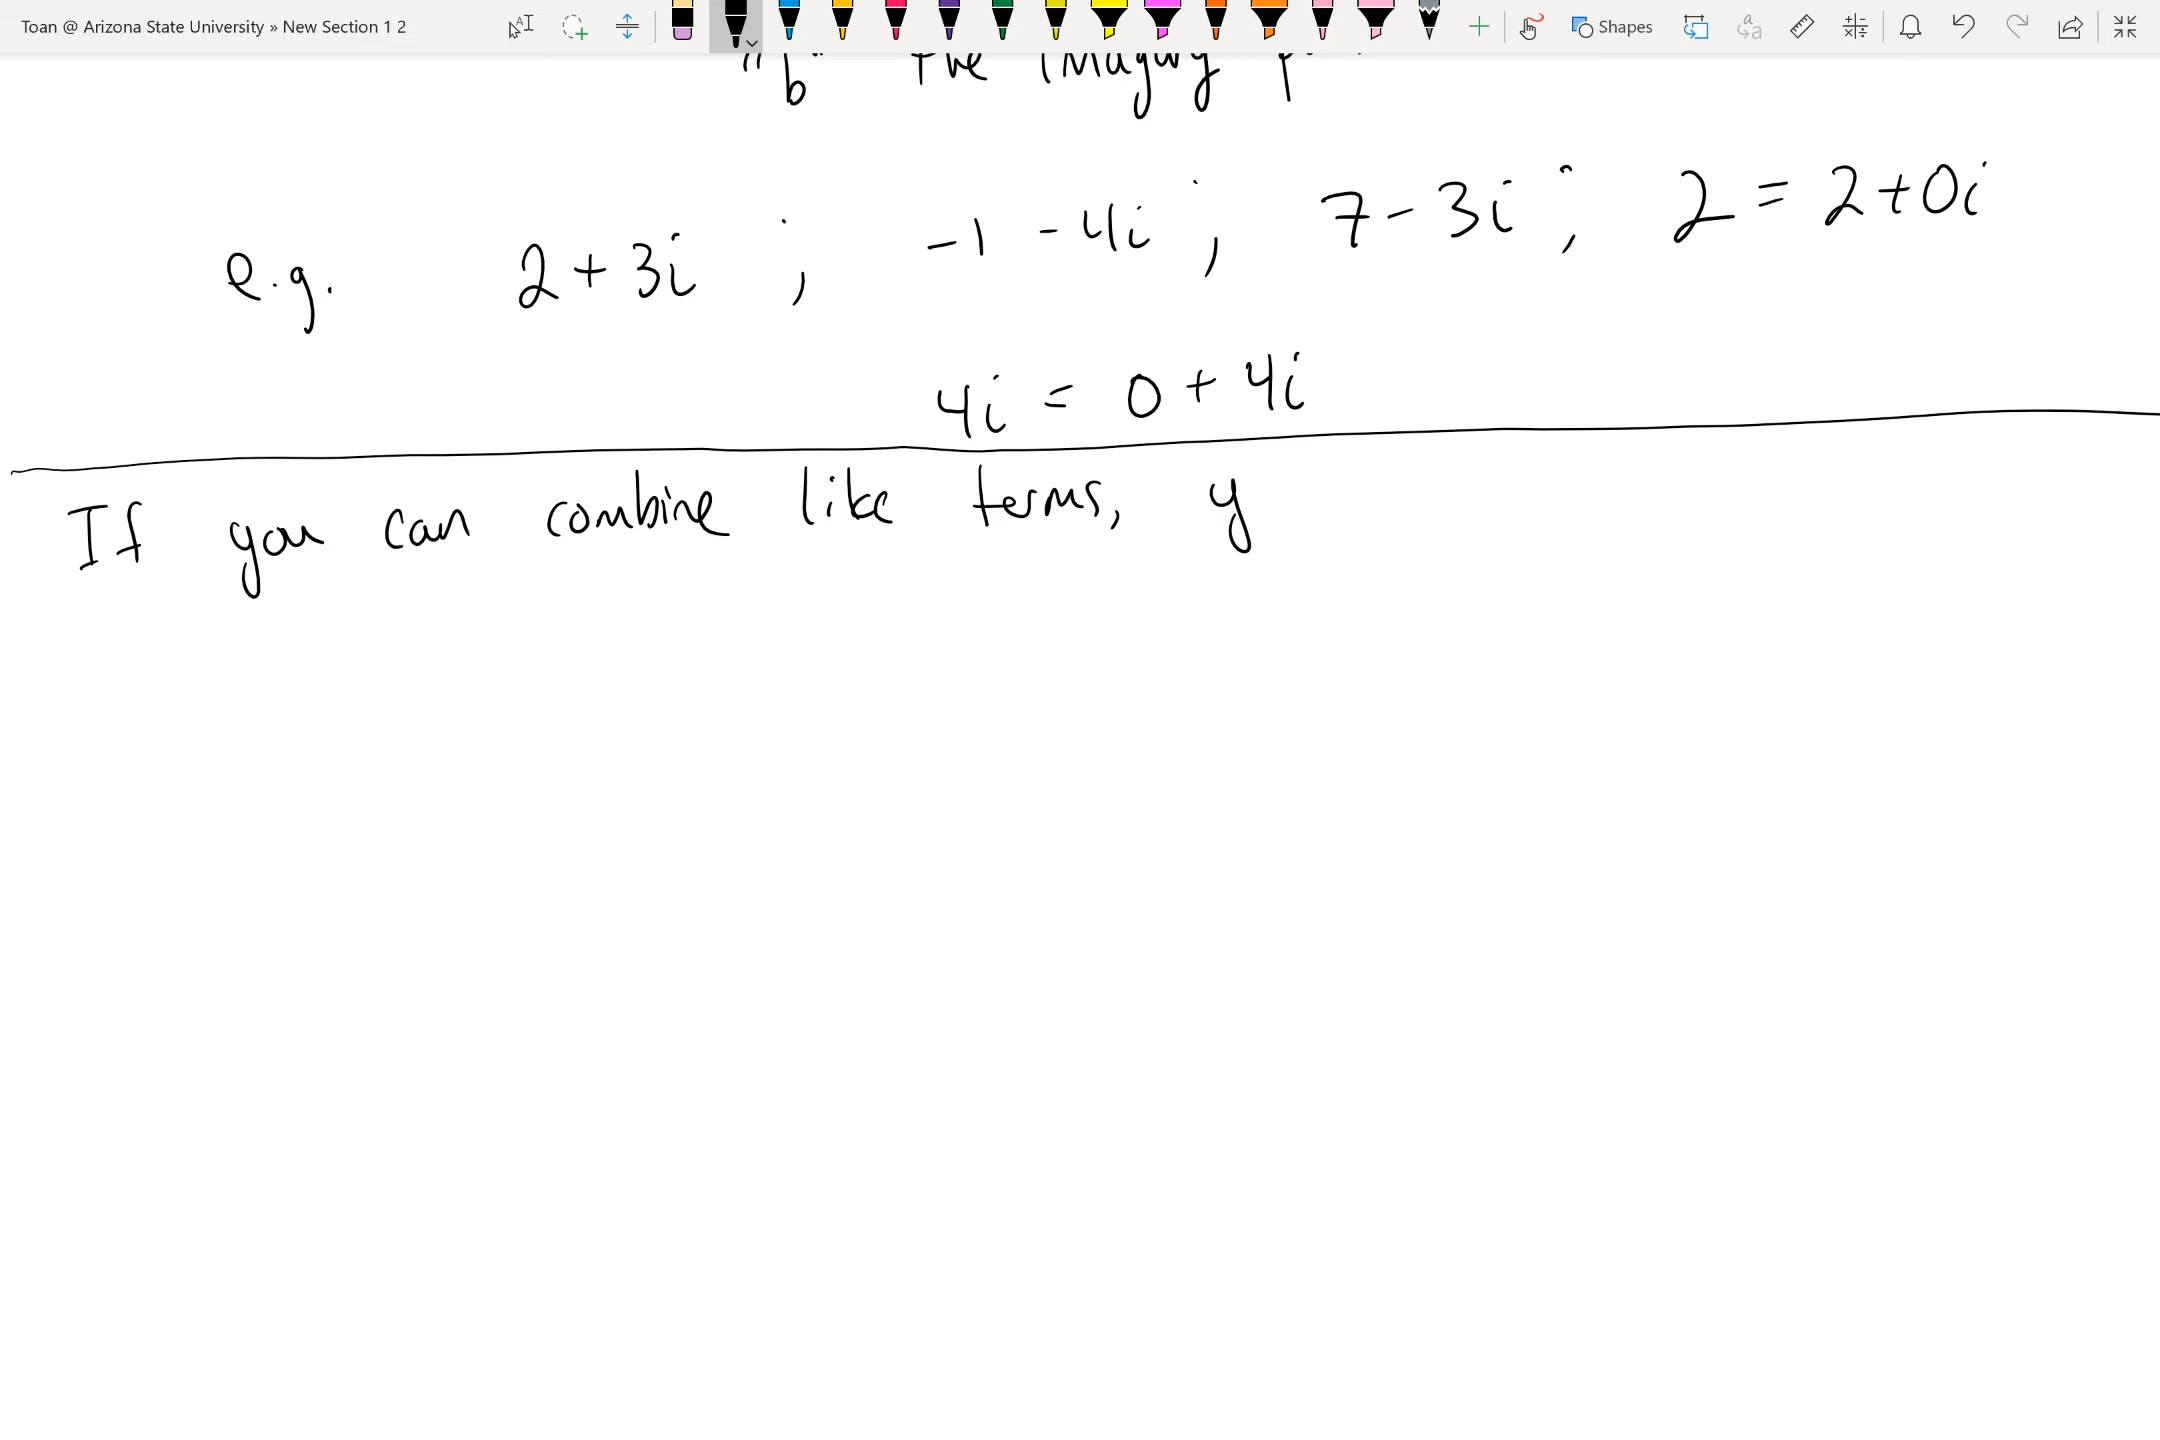 Toan @ Arizona State University » New Section 1 2
Shapes
"b" the imaginary
e.g. 2 + 3i ; -1 - 4i ; 7 - 3i ; 2 = 2 + 0i
4i = 0 + 4i
If you can combine like terms, y